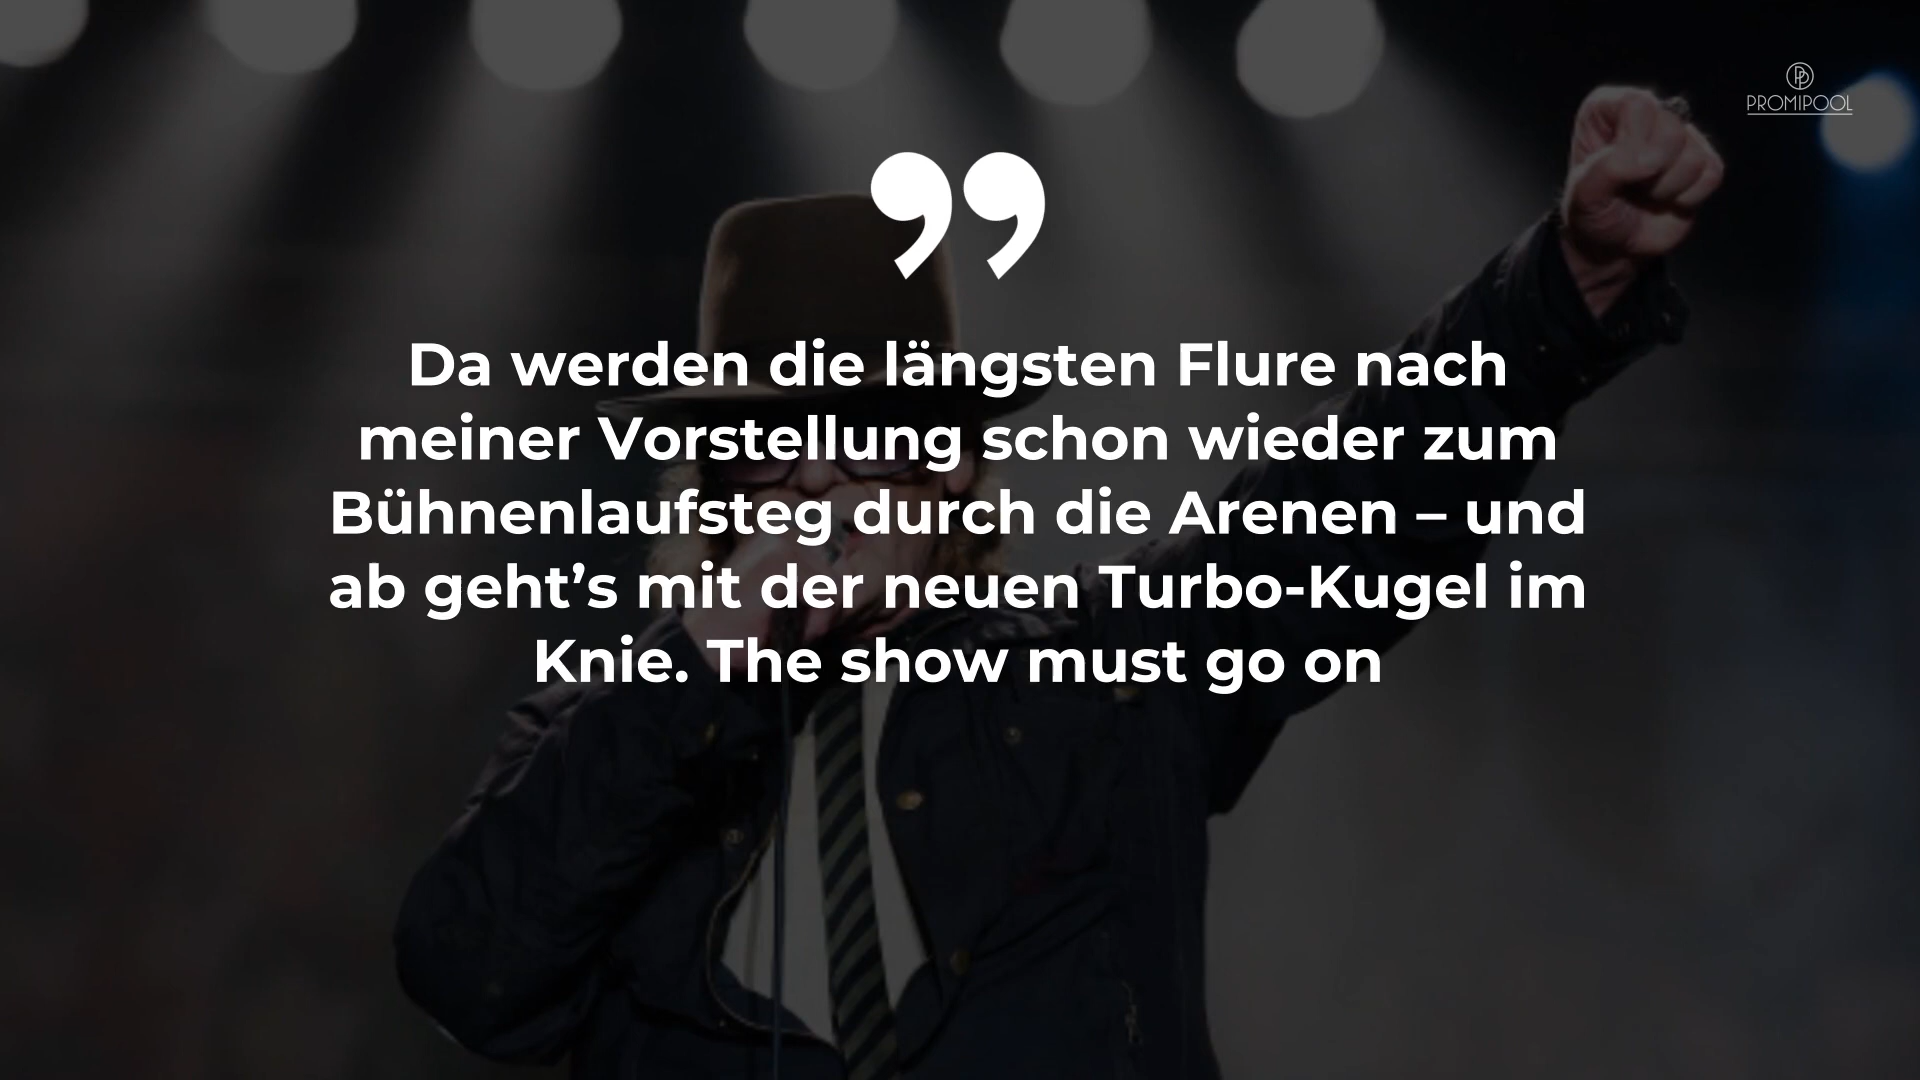 PROMIPOOL
”
Da werden die längsten Flure nach
meiner Vorstellung schon wieder zum
Bühnenlaufsteg durch die Arenen – und
ab geht’s mit der neuen Turbo-Kugel im
Knie. The show must go on